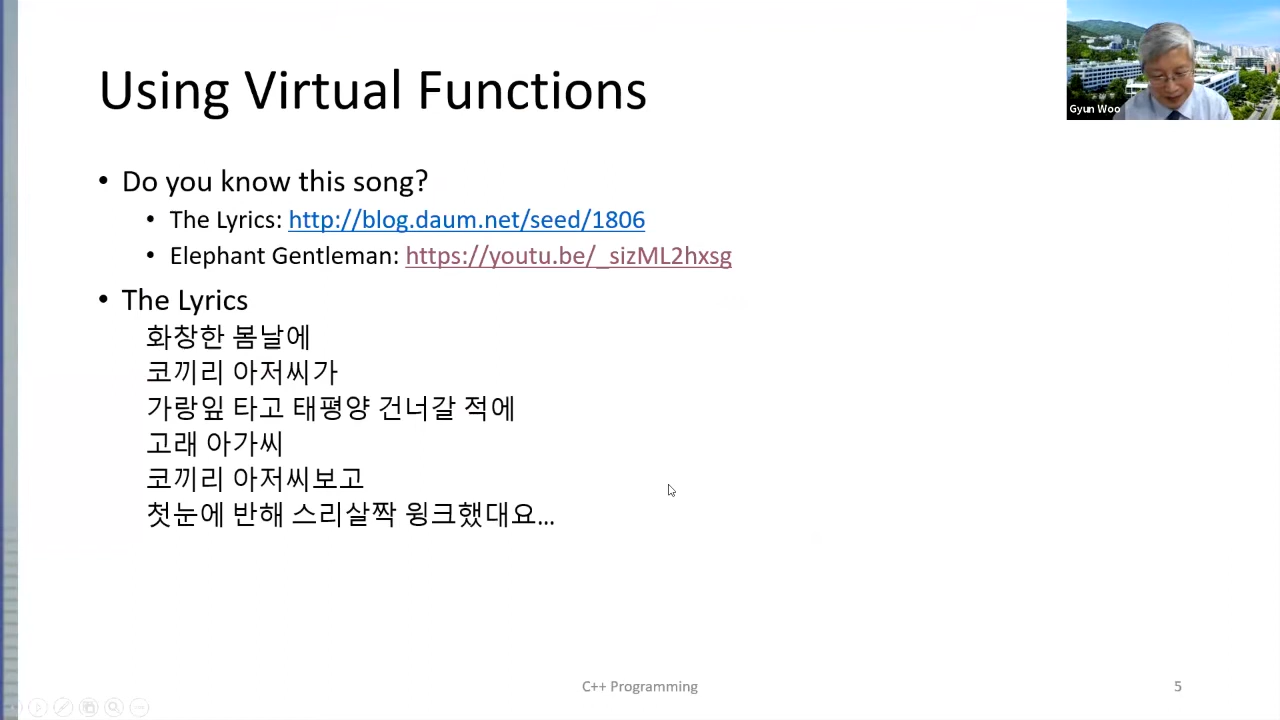 Using Virtual Functions
Gyun Woo
• Do you know this song?
• The Lyrics: http://blog.daum.net/seed/1806
• Elephant Gentleman: https://youtu.be/_sizML2hxsg
• The Lyrics
화창한 봄날에
코끼리 아저씨가
가랑잎 타고 태평양 건너갈 적에
고래 아가씨
코끼리 아저씨보고
첫눈에 반해 스리살짝 윙크했대요...
C++ Programming
5